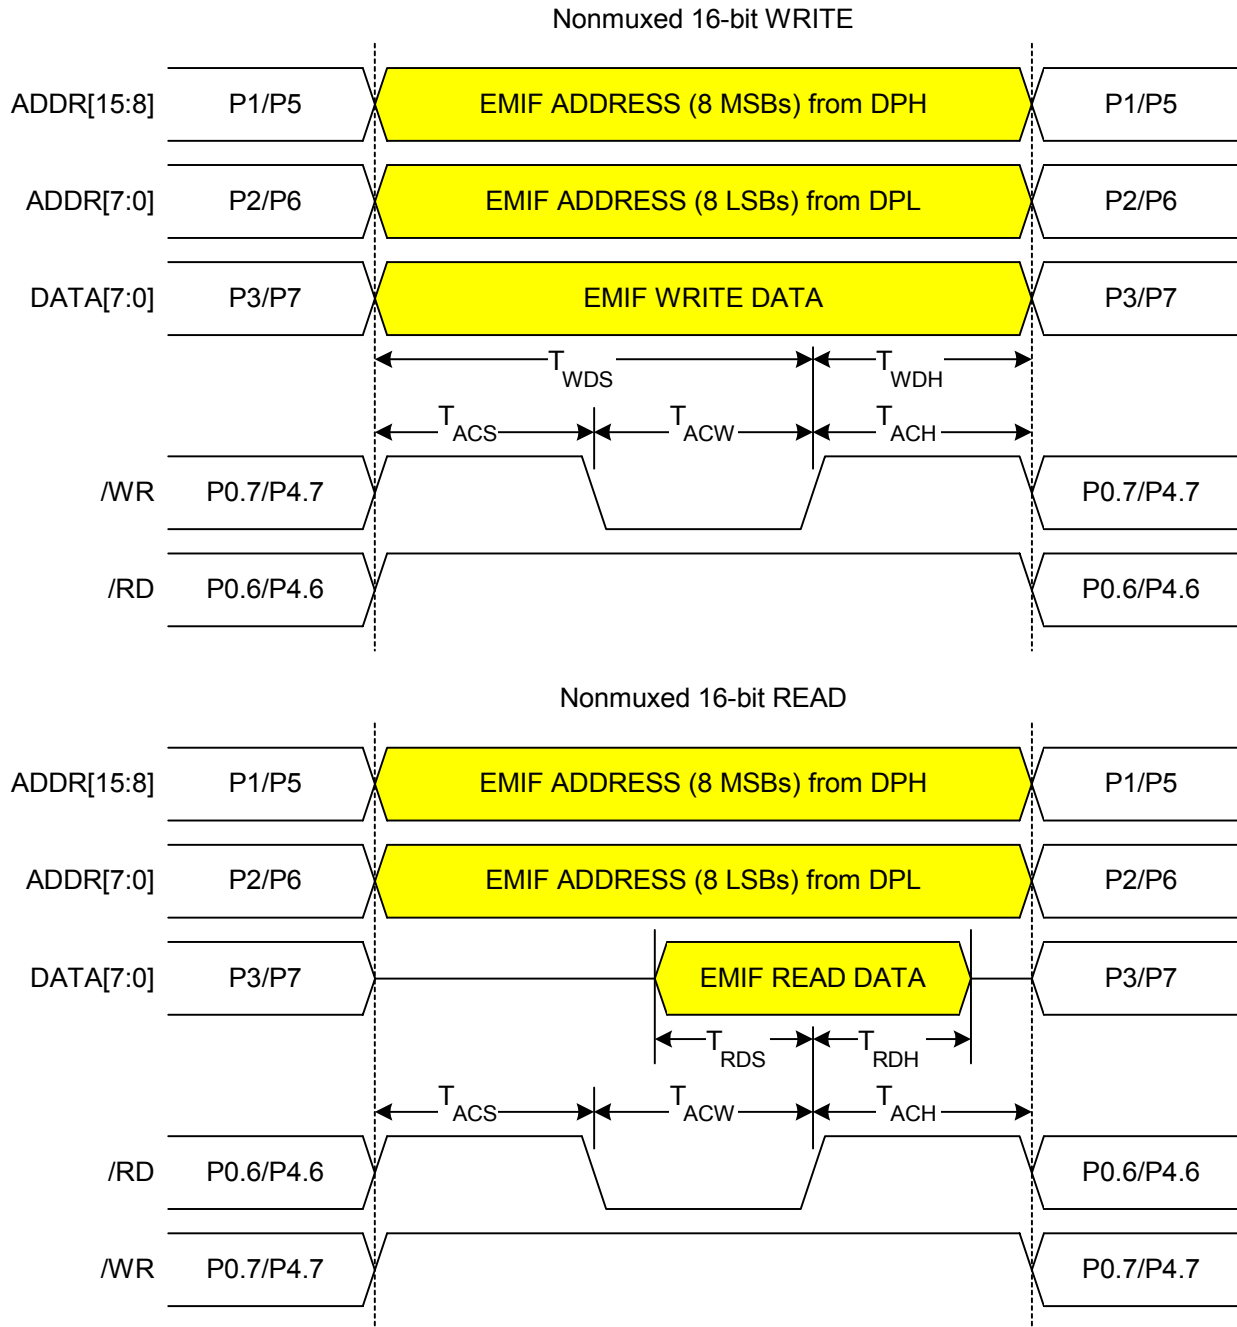 Nonmuxed 16-bit WRITE
ADDR[15:8] P1/P5 EMIF ADDRESS (8 MSBs) from DPH P1/P5
ADDR[7:0] P2/P6 EMIF ADDRESS (8 LSBs) from DPL P2/P6
DATA[7:0] P3/P7 EMIF WRITE DATA P3/P7
TWDS TWDH
TACS TACW TACH
/WR P0.7/P4.7 P0.7/P4.7
/RD P0.6/P4.6 P0.6/P4.6
Nonmuxed 16-bit READ
ADDR[15:8] P1/P5 EMIF ADDRESS (8 MSBs) from DPH P1/P5
ADDR[7:0] P2/P6 EMIF ADDRESS (8 LSBs) from DPL P2/P6
DATA[7:0] P3/P7 EMIF READ DATA P3/P7
TRDS TRDH
TACS TACW TACH
/RD P0.6/P4.6 P0.6/P4.6
/WR P0.7/P4.7 P0.7/P4.7